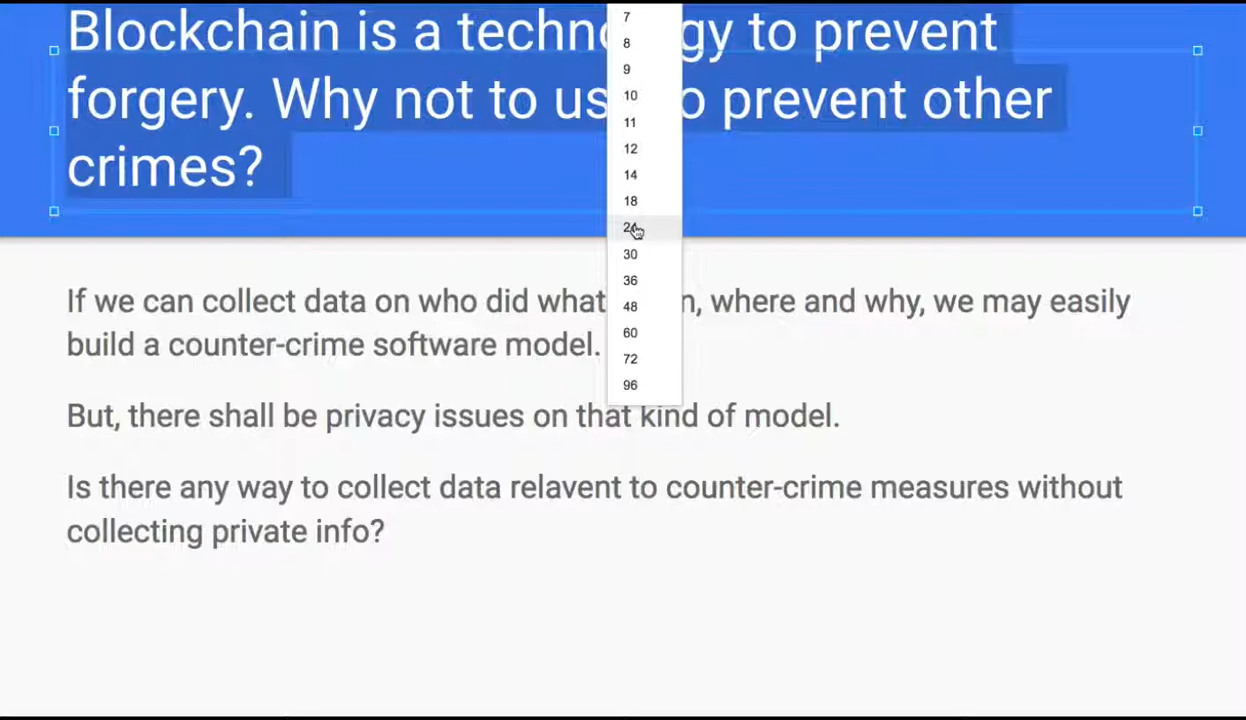 Blockchain is a techno gy to prevent
forgery. Why not to us o prevent other
crimes?
7
8
9
10
11
12
14
18
30
36
48
60
72
96
If we can collect data on who did what n, where and why, we may easily
build a counter-crime software model.
But, there shall be privacy issues on that kind of model.
Is there any way to collect data relavent to counter-crime measures without
collecting private info?